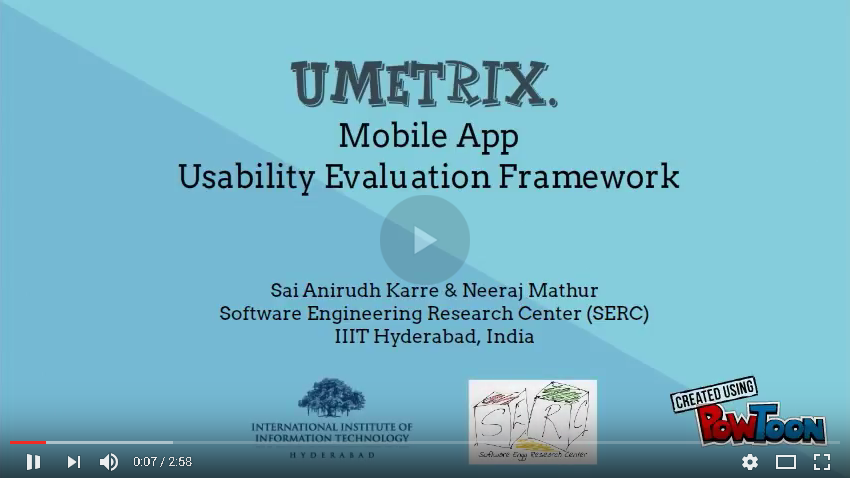 UMETRIX.
Mobile App
Usability Evaluation Framework
Sai Anirudh Karre & Neeraj Mathur
Software Engineering Research Center (SERC)
IIIT Hyderabad, India
INTERNATIONAL INSTITUTE OF
INFORMATION TECHNOLOGY
HYDERABAD
SERC
Software Engg Research Center
CREATED USING
POWTOON
0:07 / 2:58